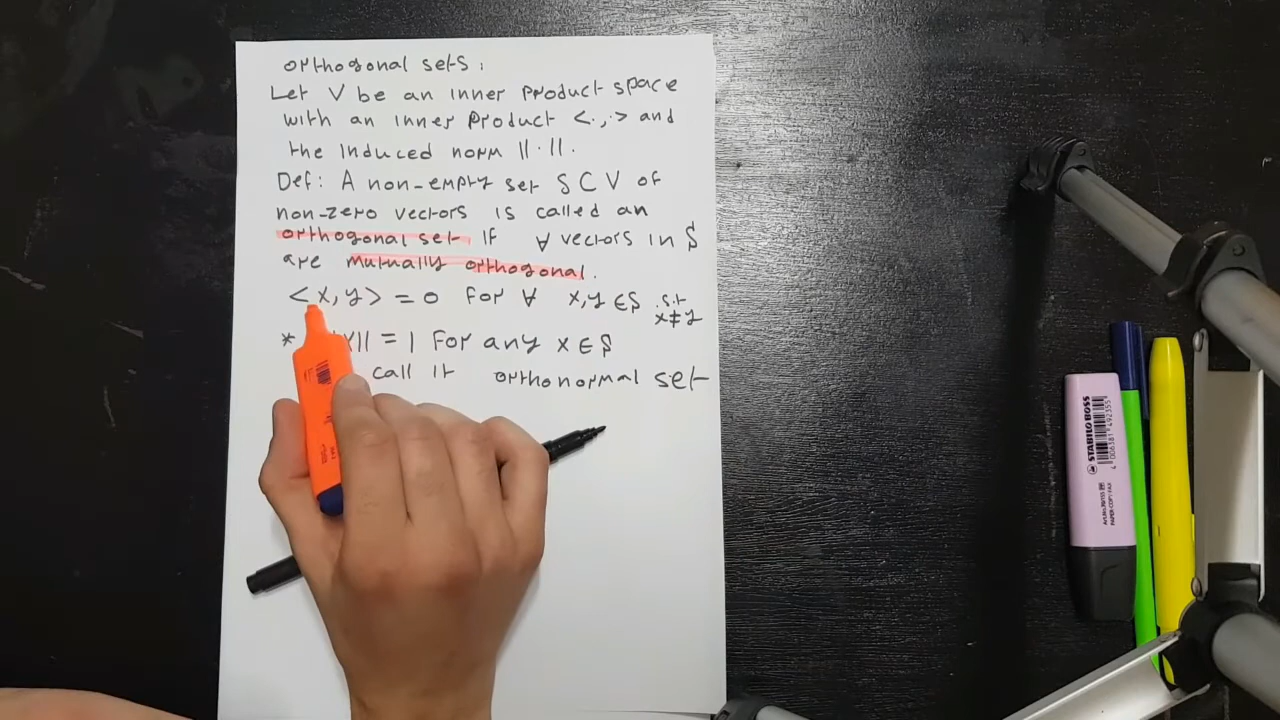 orthogonal sets:
Let V be an inner product space
with an inner product <·,·> and
the induced norm ||·||.
Def: A non-empty set S ⊂ V of
non-zero vectors is called an
orthogonal set if ∀ vectors in S
are mutually orthogonal.
<x,y> = 0 for ∀ x,y ∈ S s.t
x≠y
* x|| = 1 for any x ∈ S
call it orthonormal set
STABILO BOSS